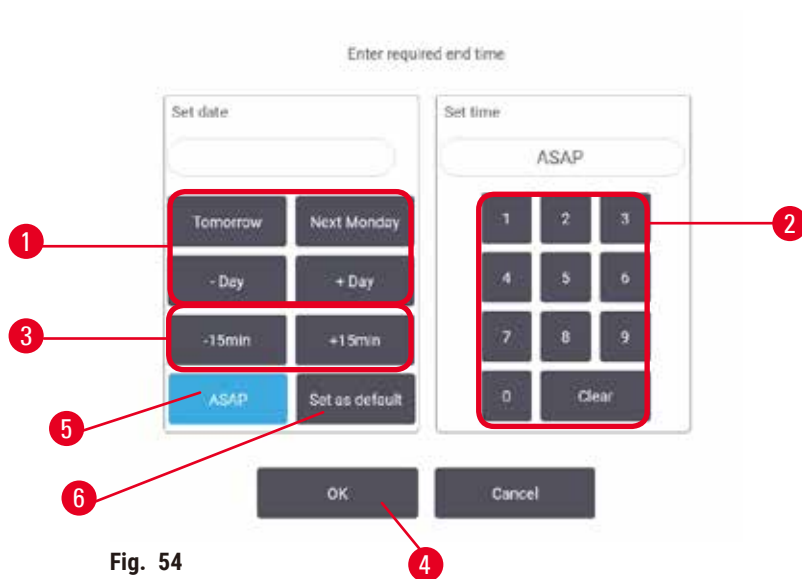 Enter required end time
Set date
Set time
ASAP
Tomorrow Next Monday
1 2 3
1
2
- Day + Day
4 5 6
3
-15min +15min
7 8 9
ASAP Set as default
0 Clear
5
6
OK Cancel
4
Fig. 54